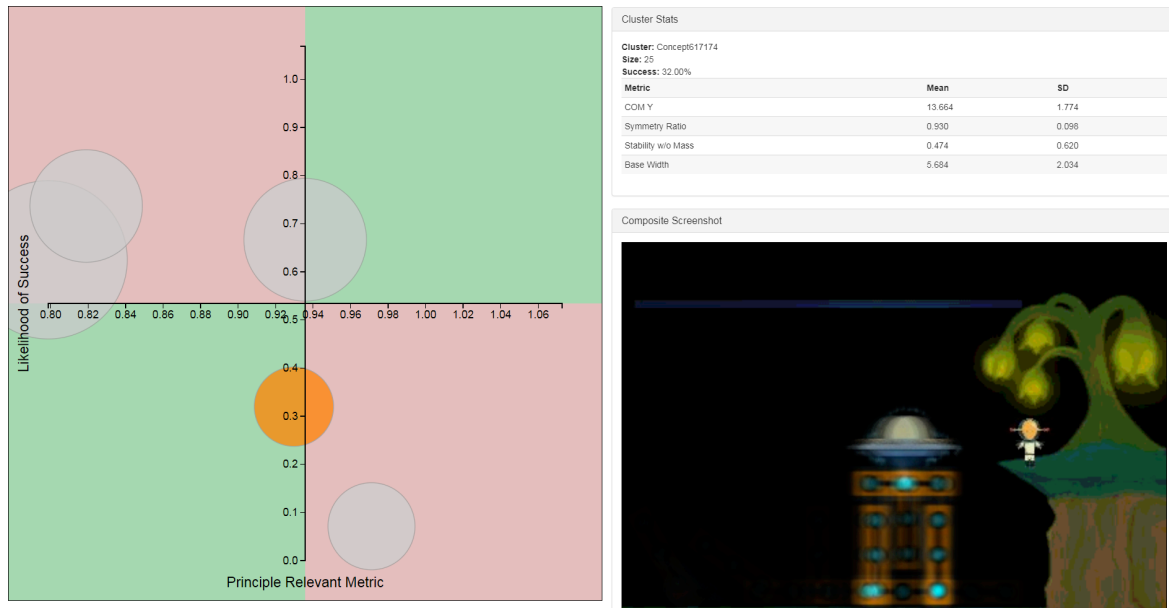 1.0
0.9
0.8
0.7
0.6
0.5
0.4
0.3
0.2
0.1
0.0
0.80 0.82 0.84 0.86 0.88 0.90 0.92 0.94 0.96 0.98 1.00 1.02 1.04 1.06
Likelihood of Success
Principle Relevant Metric
Cluster Stats
Cluster: Concept617174
Size: 25
Success: 32.00%
Metric Mean SD
COM Y 13.664 1.774
Symmetry Ratio 0.930 0.096
Stability w/o Mass 0.474 0.620
Base Width 5.684 2.034
Composite Screenshot